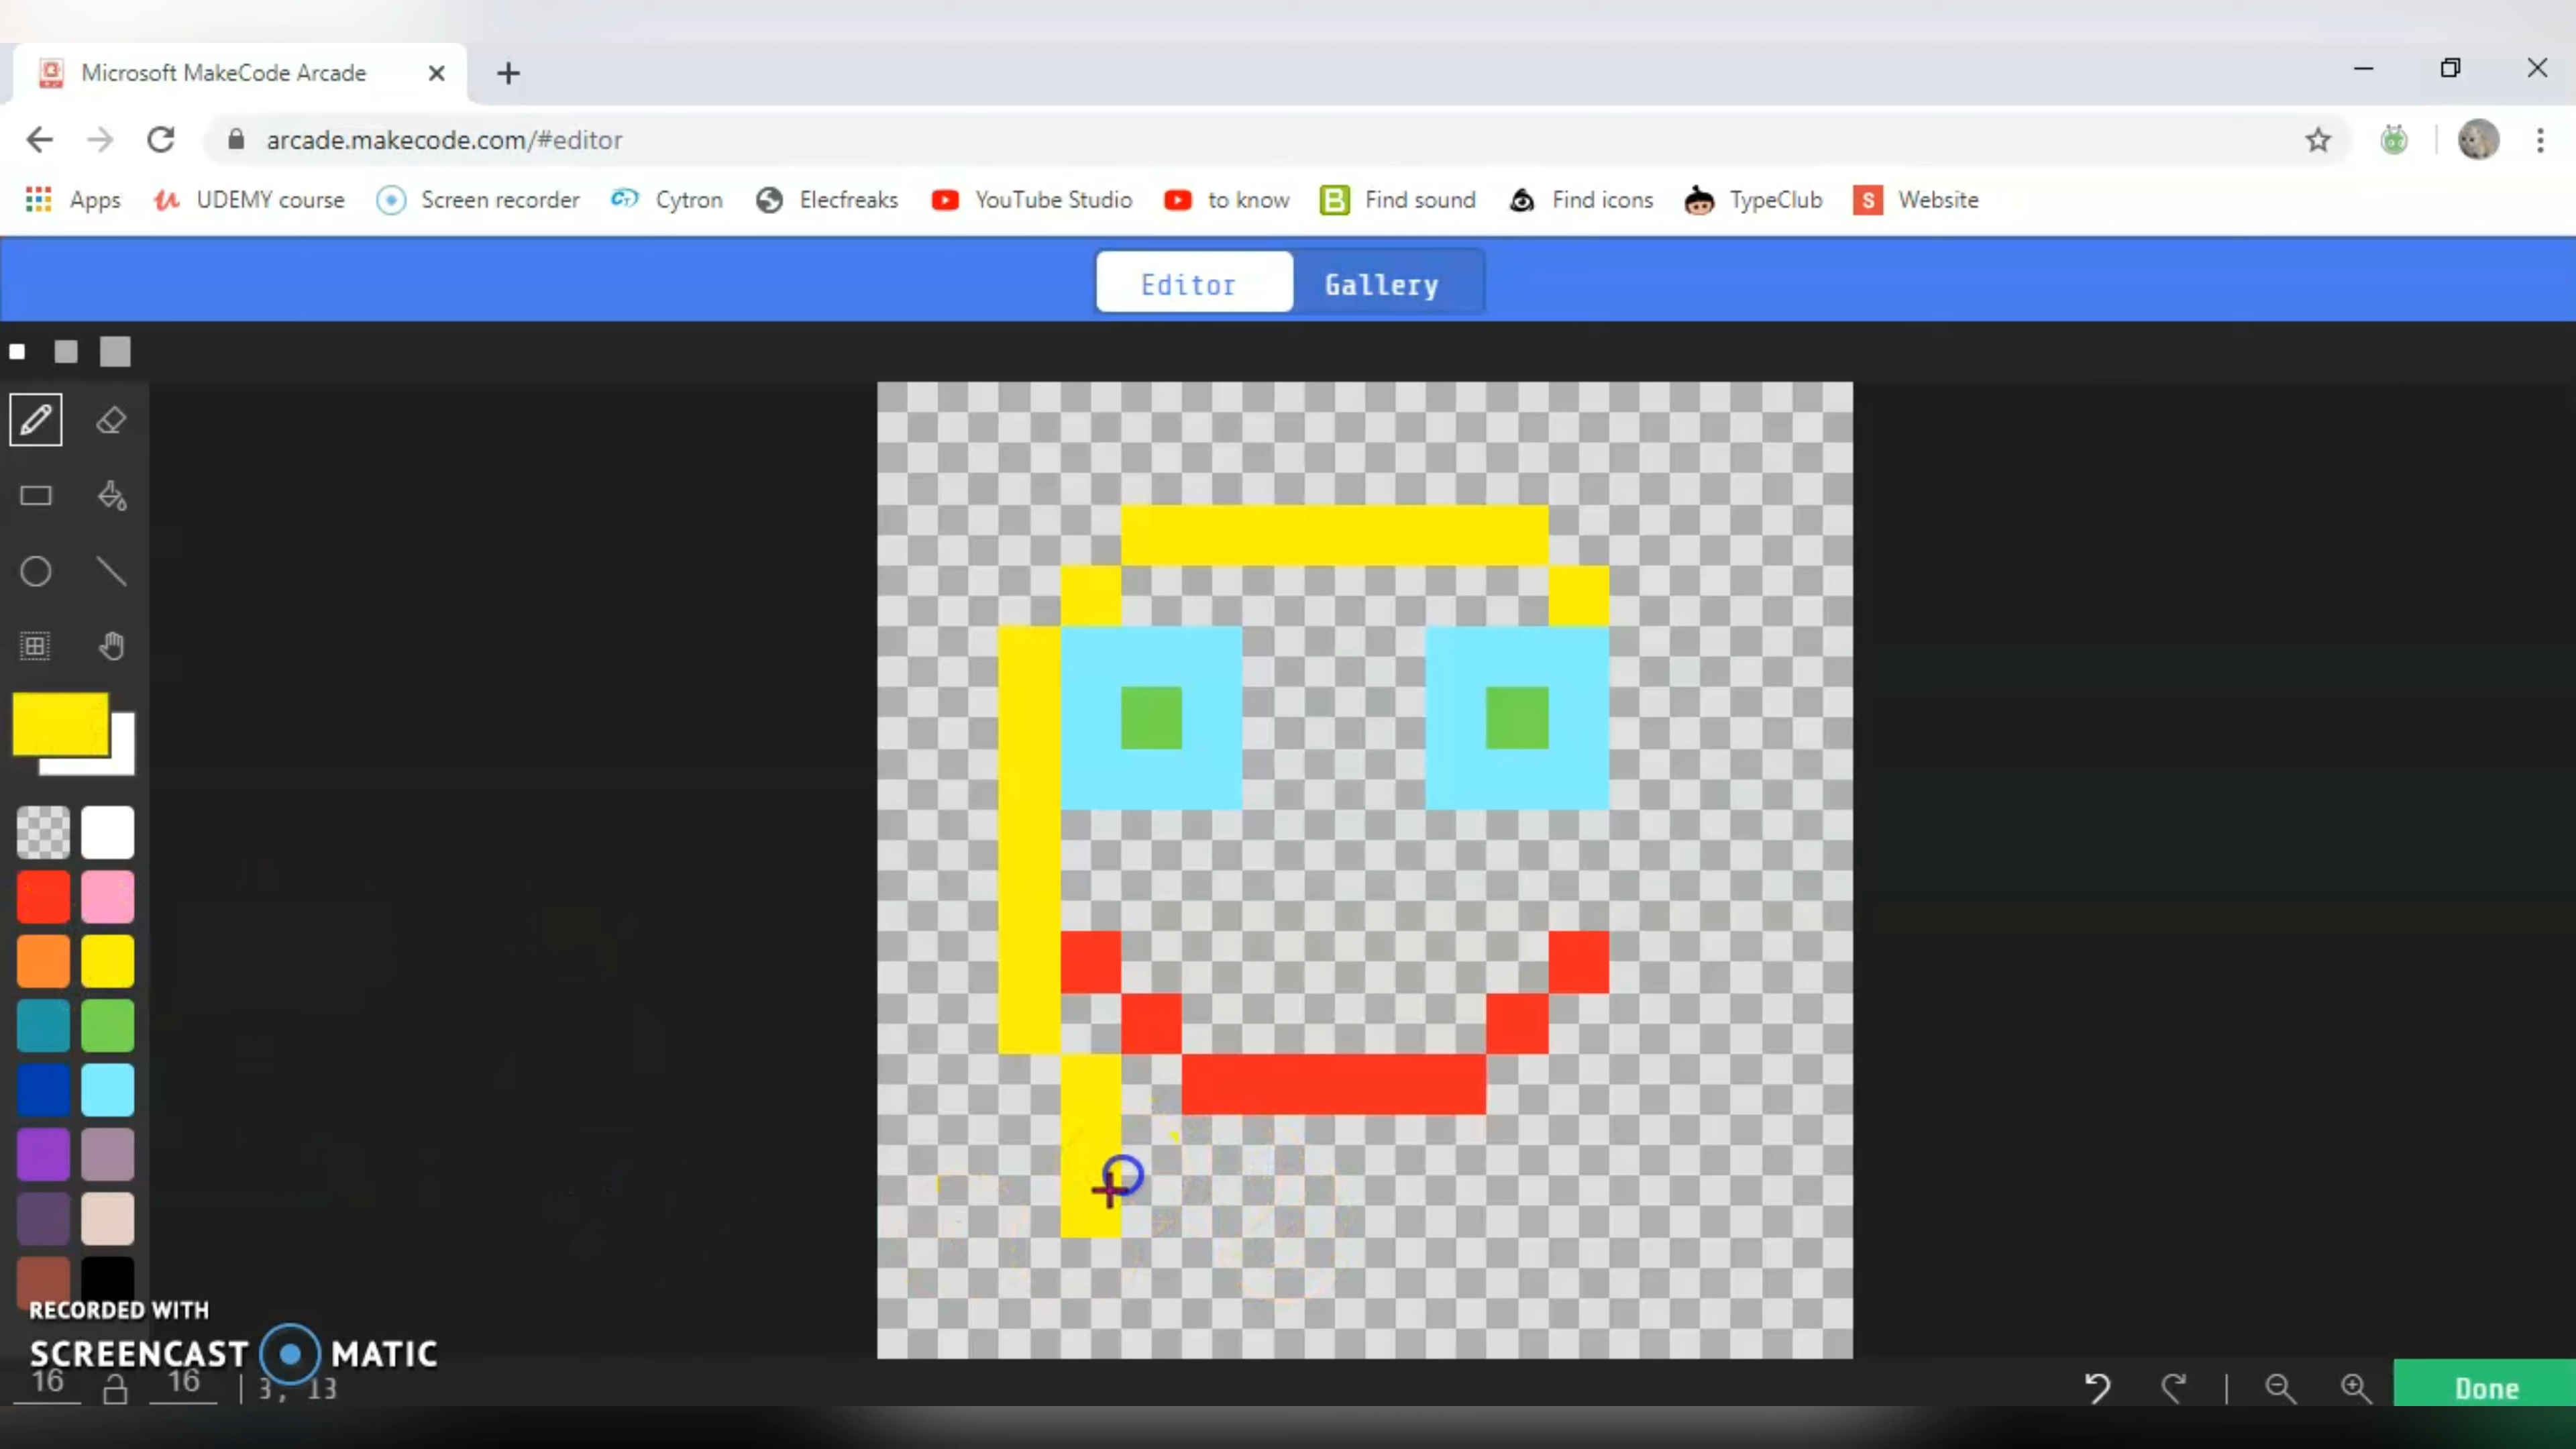 Microsoft MakeCode Arcade
arcade.makecode.com/#editor
Apps UDEMY course Screen recorder Cytron Elecfreaks YouTube Studio to know Find sound Find icons TypeClub Website
Editor Gallery
RECORDED WITH
SCREENCAST MATIC
16 16 3, 13
Done